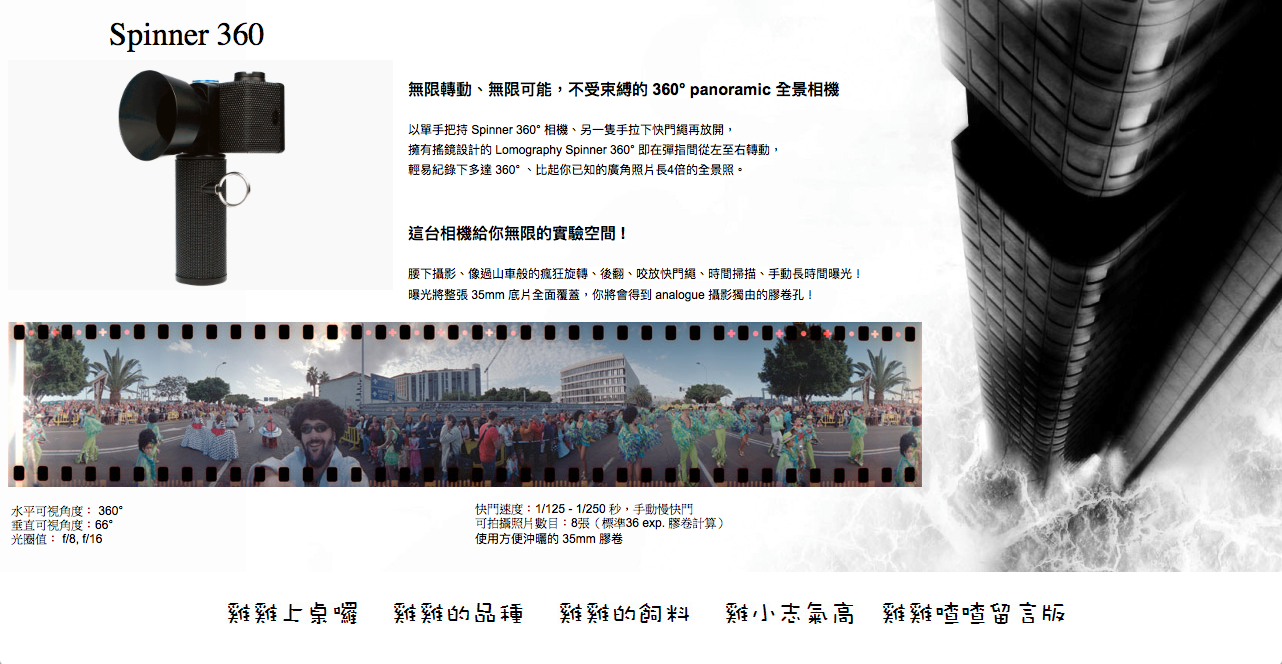 Spinner 360
無限轉動、無限可能，不受束縛的 360° panoramic 全景相機
以單手把持 Spinner 360° 相機、另一隻手拉下快門繩再放開，
擁有搖鏡設計的 Lomography Spinner 360° 即在彈指間從左至右轉動，
輕易紀錄下多達 360° 、比起你已知的廣角照片長4倍的全景照。
這台相機給你無限的實驗空間！
腰下攝影、像過山車般的瘋狂旋轉、後翻、咬放快門繩、時間掃描、手動長時間曝光！
曝光將整張 35mm 底片全面覆蓋，你將會得到 analogue 攝影獨由的膠卷孔！
水平可視角度： 360°
垂直可視角度：66°
光圈值： f/8, f/16
快門速度：1/125 - 1/250 秒，手動慢快門
可拍攝照片數目：8張（標準36 exp. 膠卷計算）
使用方便沖曬的 35mm 膠卷
雞雞上桌囉 雞雞的品種 雞雞的飼料 雞小志氣高 雞雞喳喳留言版